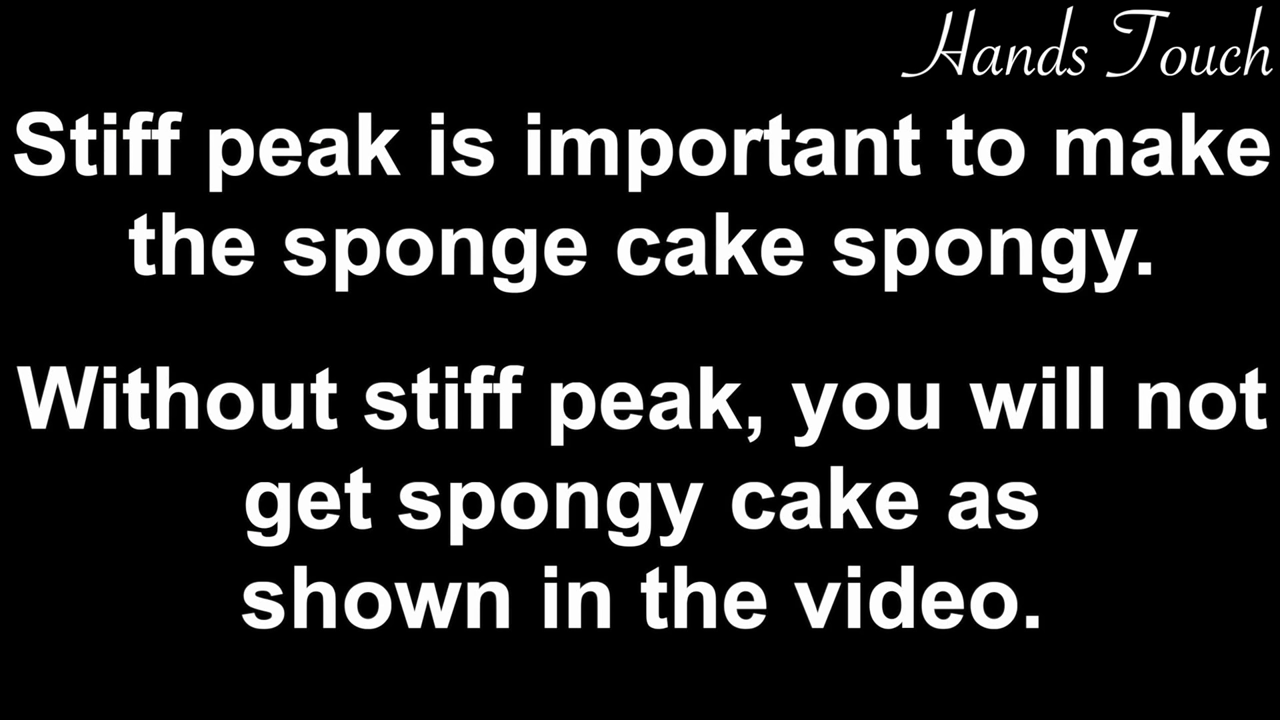 Hands Touch
Stiff peak is important to make
the sponge cake spongy.
Without stiff peak, you will not
get spongy cake as
shown in the video.